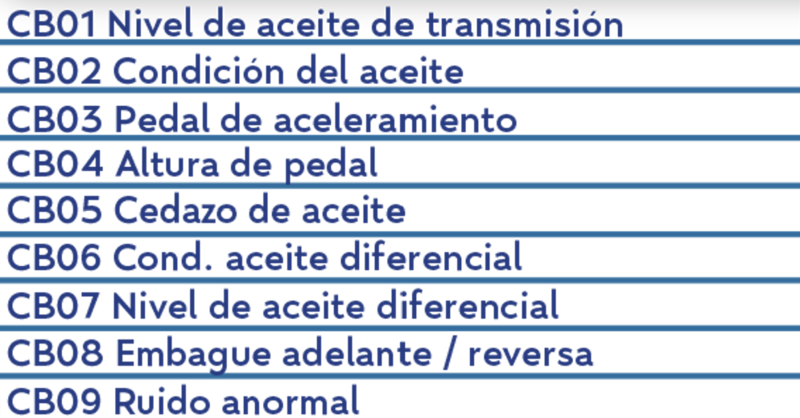 CB01 Nivel de aceite de transmisión
CB02 Condición del aceite
CB03 Pedal de aceleramiento
CB04 Altura de pedal
CB05 Cedazo de aceite
CB06 Cond. aceite diferencial
CB07 Nivel de aceite diferencial
CB08 Embague adelante / reversa
CB09 Ruido anormal